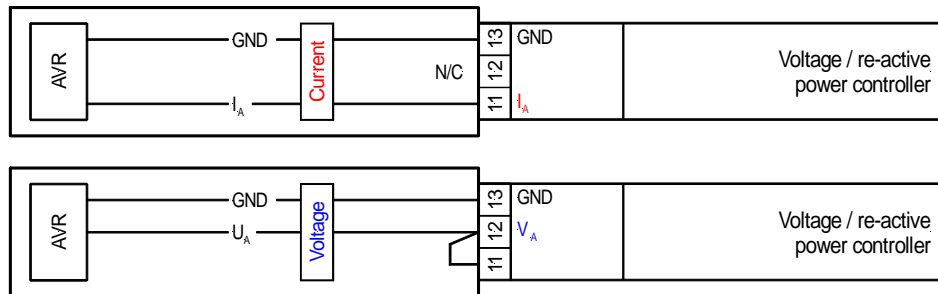 AVR
GND
I_A
Current
N/C
13
12
11
GND
I_A
Voltage / re-active
power controller
AVR
GND
U_A
Voltage
13
12
11
GND
V_A
Voltage / re-active
power controller